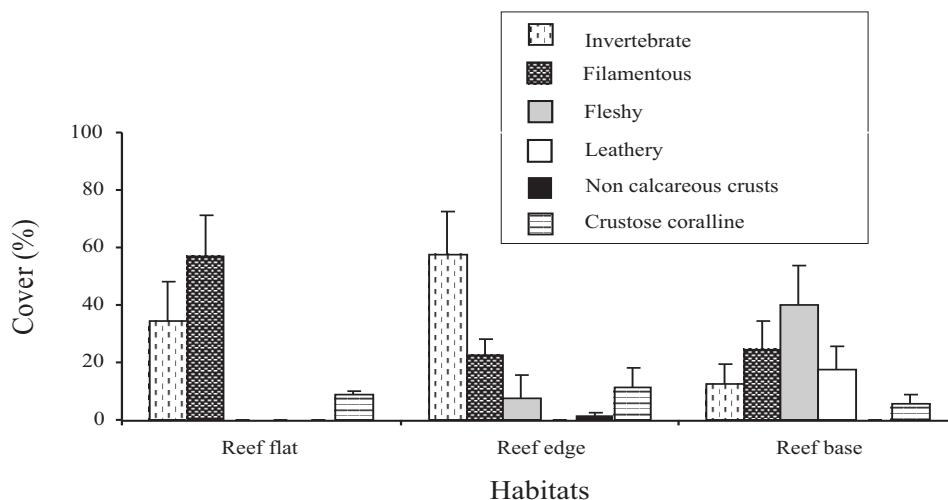 Invertebrate
Filamentous
Fleshy
Leathery
Non calcareous crusts
Crustose coralline
100
80
60
40
20
0
Cover (%)
Reef flat
Reef edge
Reef base
Habitats